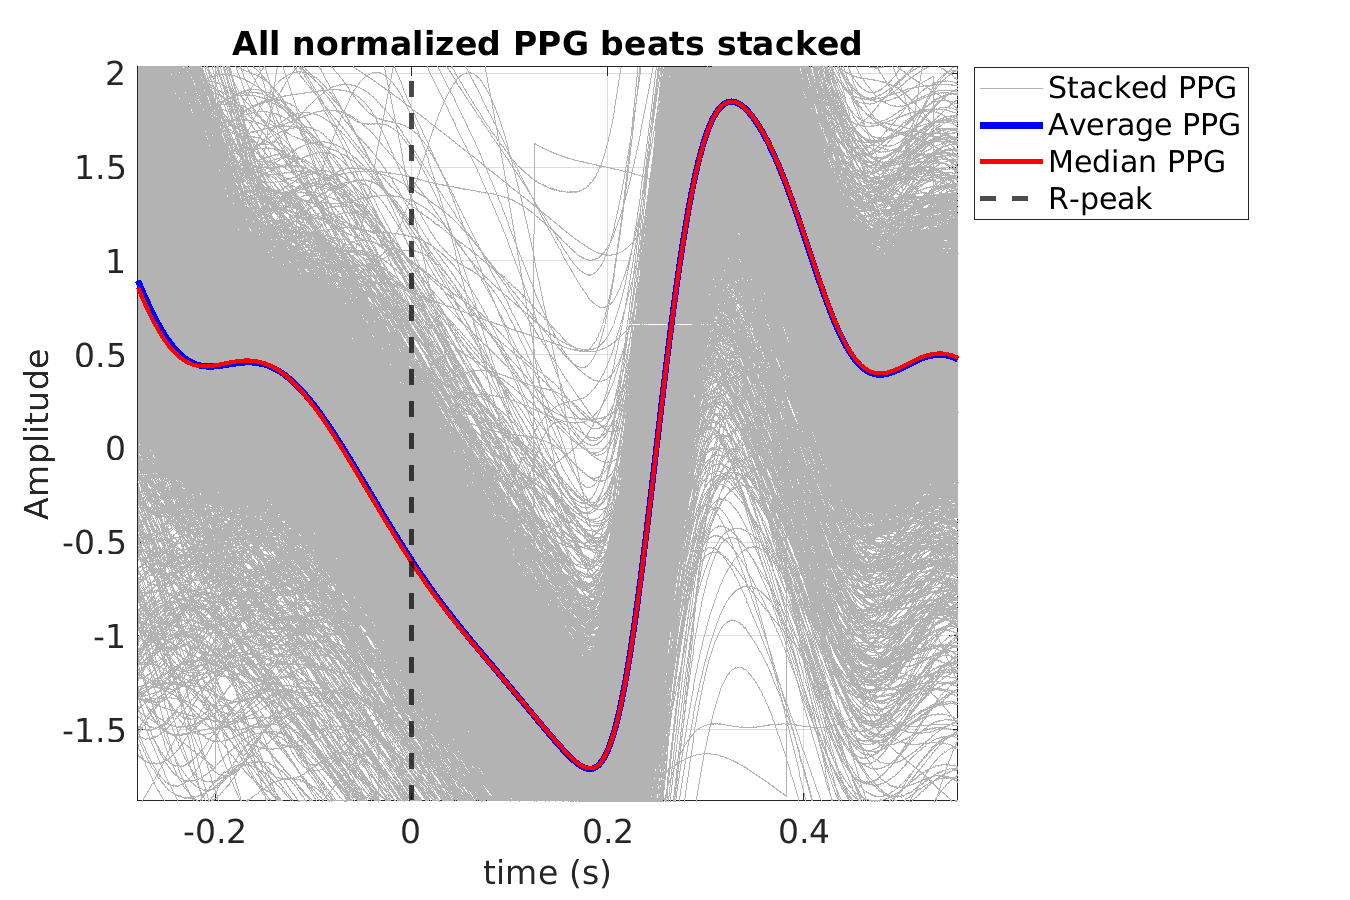 All normalized PPG beats stacked
Stacked PPG
Average PPG
Median PPG
R-peak
2
1.5
1
0.5
0
-0.5
-1
-1.5
Amplitude
-0.2
0
0.2
0.4
time (s)